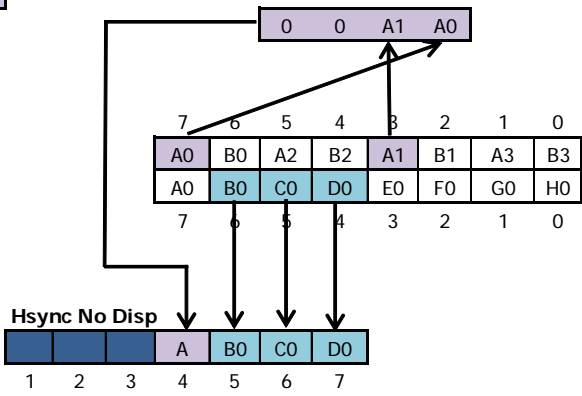 0 0 A1 A0
7 6 5 4 3 2 1 0
A0 B0 A2 B2 A1 B1 A3 B3
A0 B0 C0 D0 E0 F0 G0 H0
7 6 5 4 3 2 1 0
Hsync No Disp
A B0 C0 D0
1 2 3 4 5 6 7